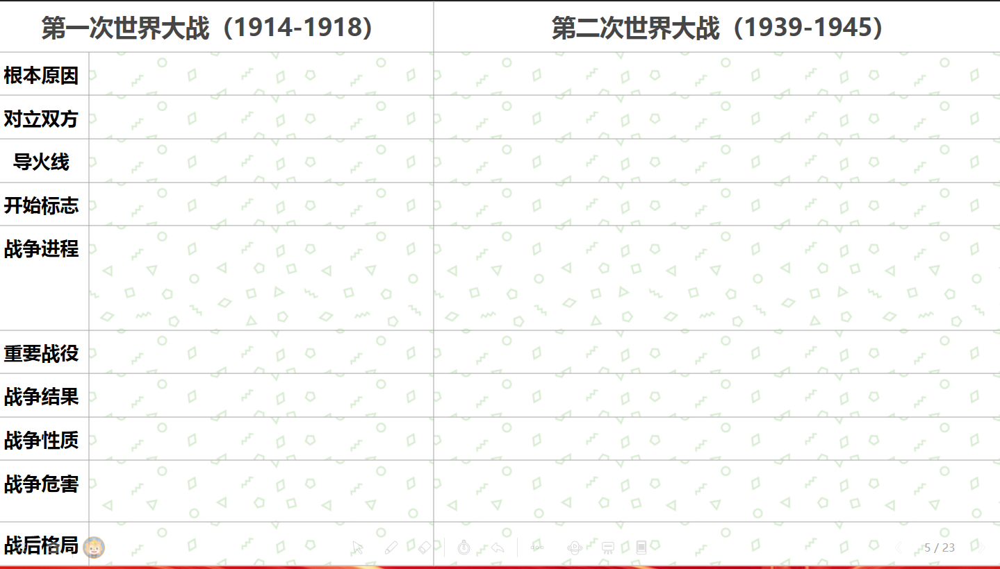 第一次世界大战（1914-1918）
第二次世界大战（1939-1945）
根本原因
对立双方
导火线
开始标志
战争进程
重要战役
战争结果
战争性质
战争危害
战后格局
5 / 23